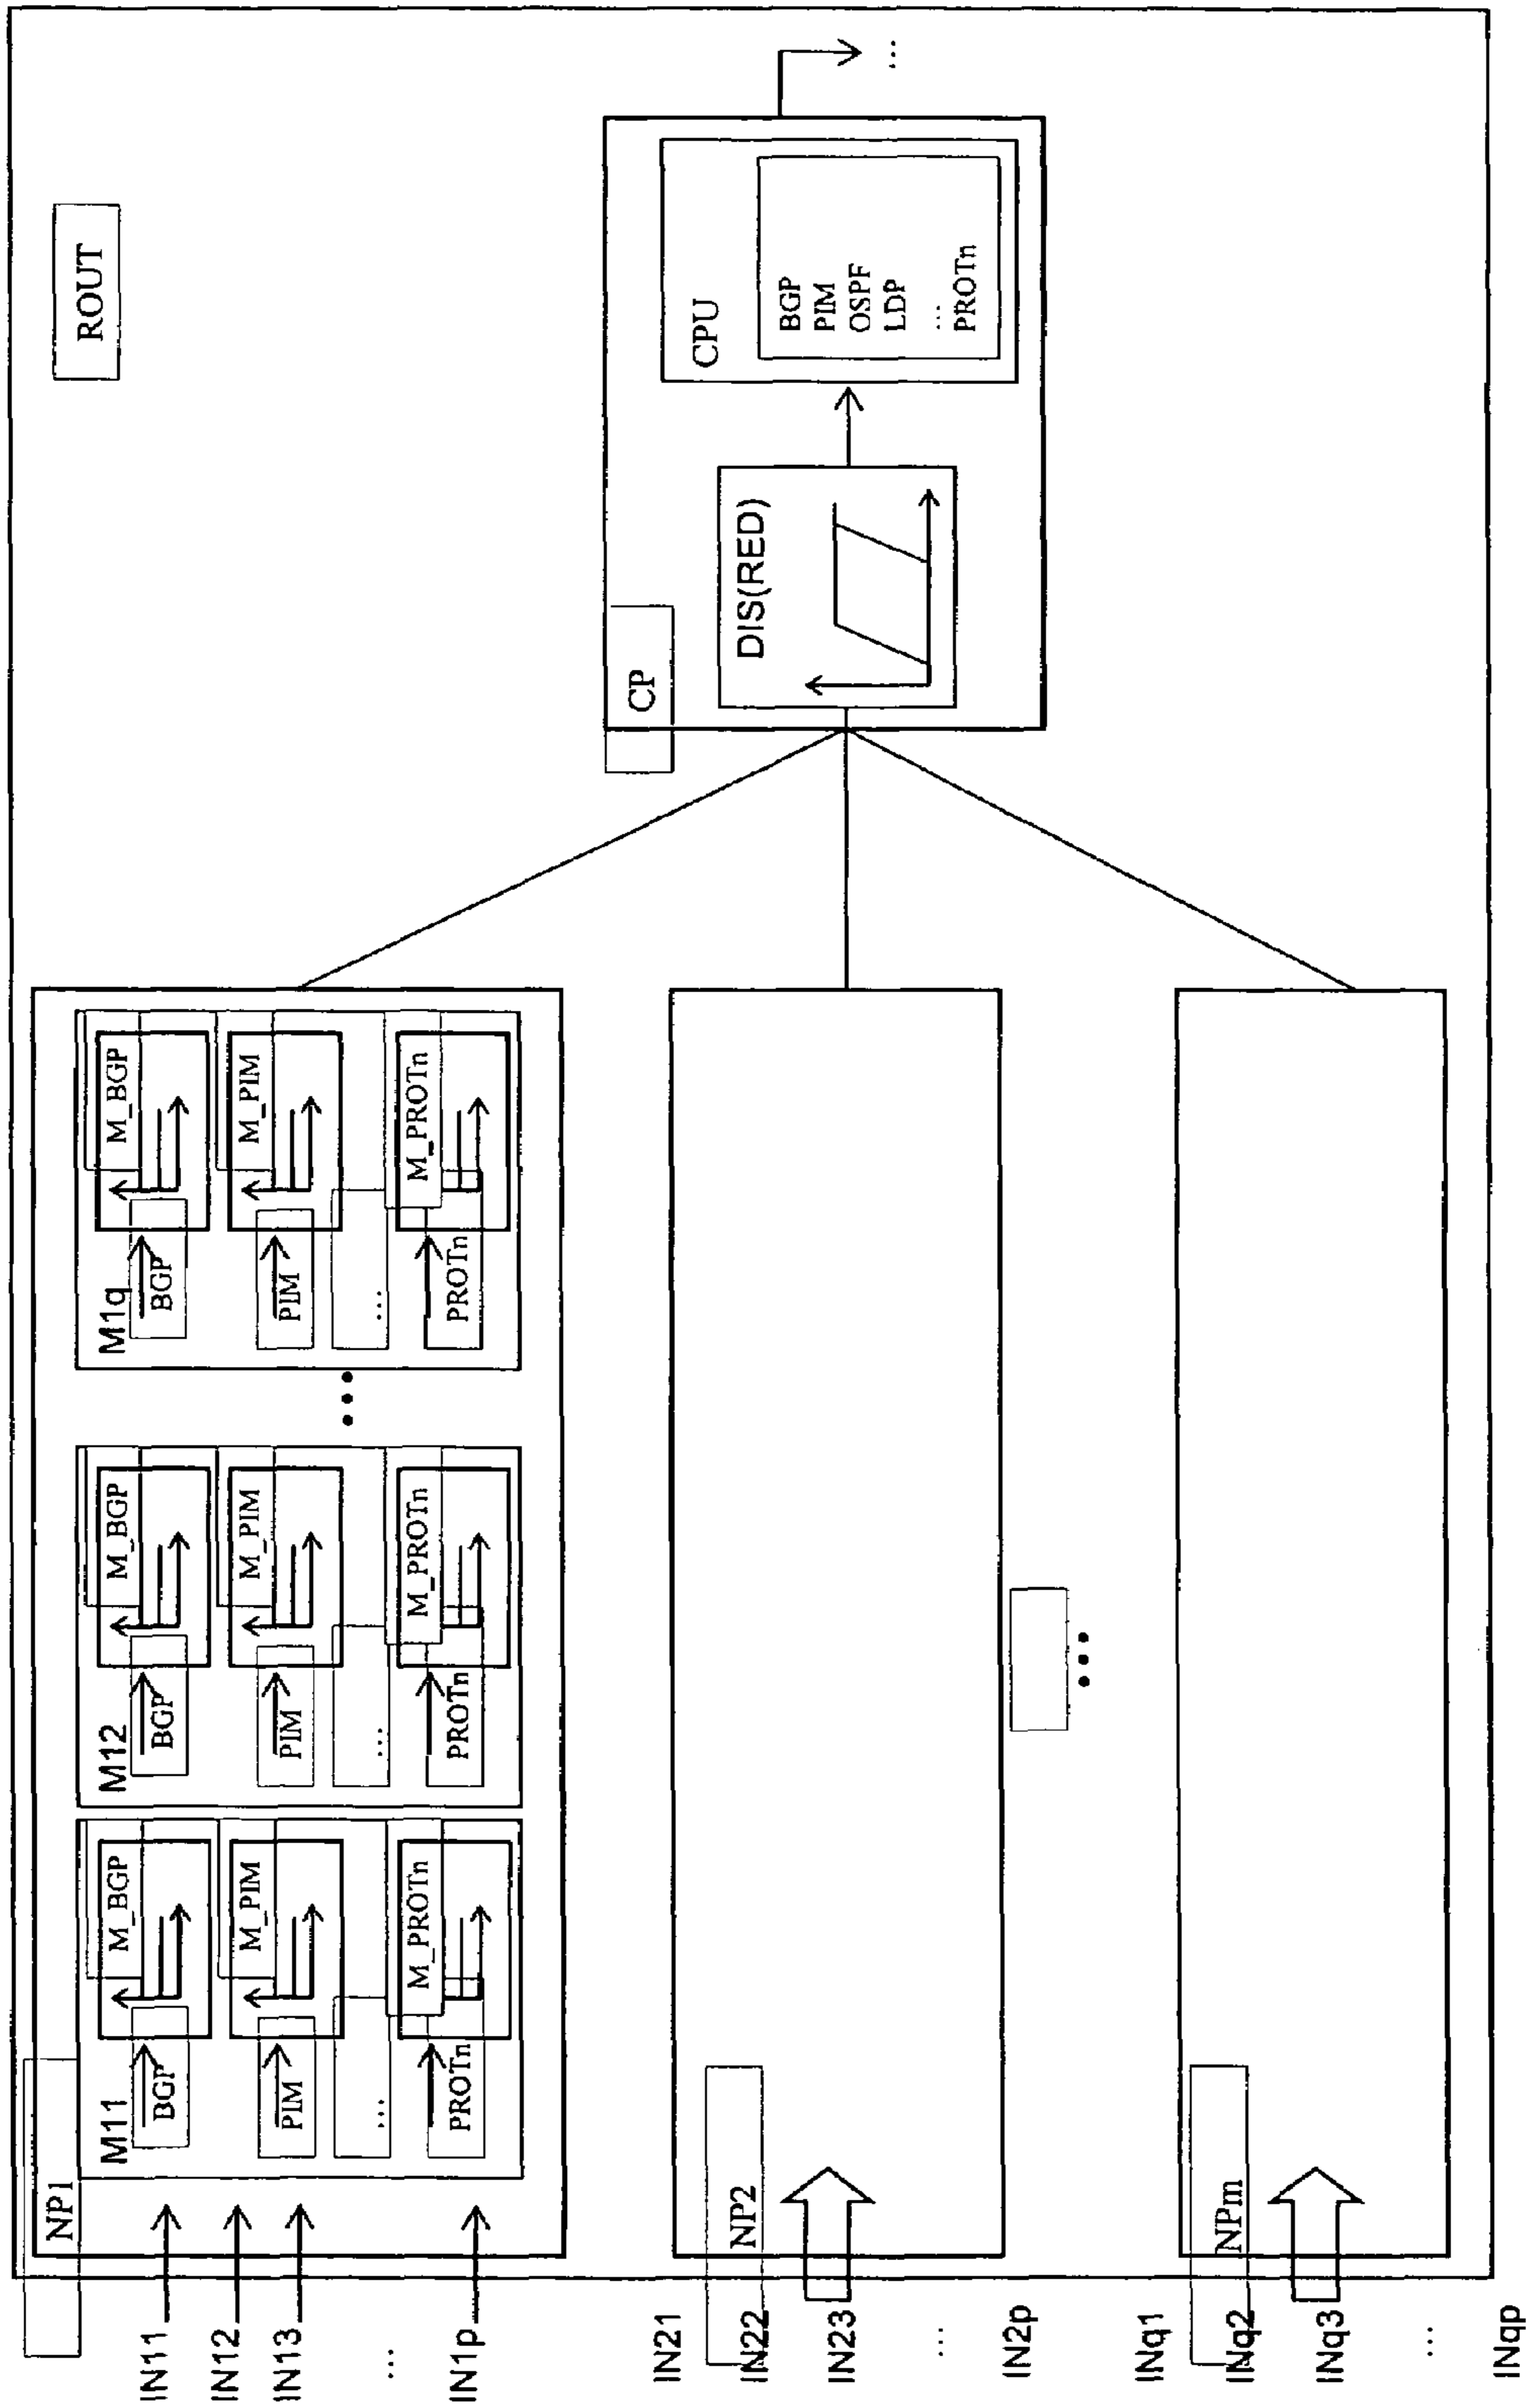 ROUT
NP1
IN11
IN12
IN13
...
IN1p
M11
BGP
M_BGP
PIM
M_PIM
...
PROTn
M_PROTn
M12
BGP
M_BGP
PIM
M_PIM
...
PROTn
M_PROTn
...
M1q
BGP
M_BGP
PIM
M_PIM
...
PROTn
M_PROTn
NP2
IN21
IN22
IN23
...
IN2p
...
NPm
INq1
INq2
INq3
...
INqp
CP
DIS(RED)
CPU
BGP
PIM
OSPF
LDP
...
PROTn
...